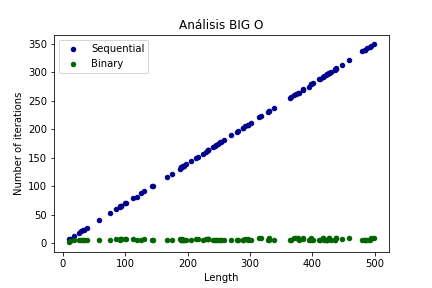 Análisis BIG O
Sequential
Binary
Number of iterations
350
300
250
200
150
100
50
0
0 100 200 300 400 500
Length